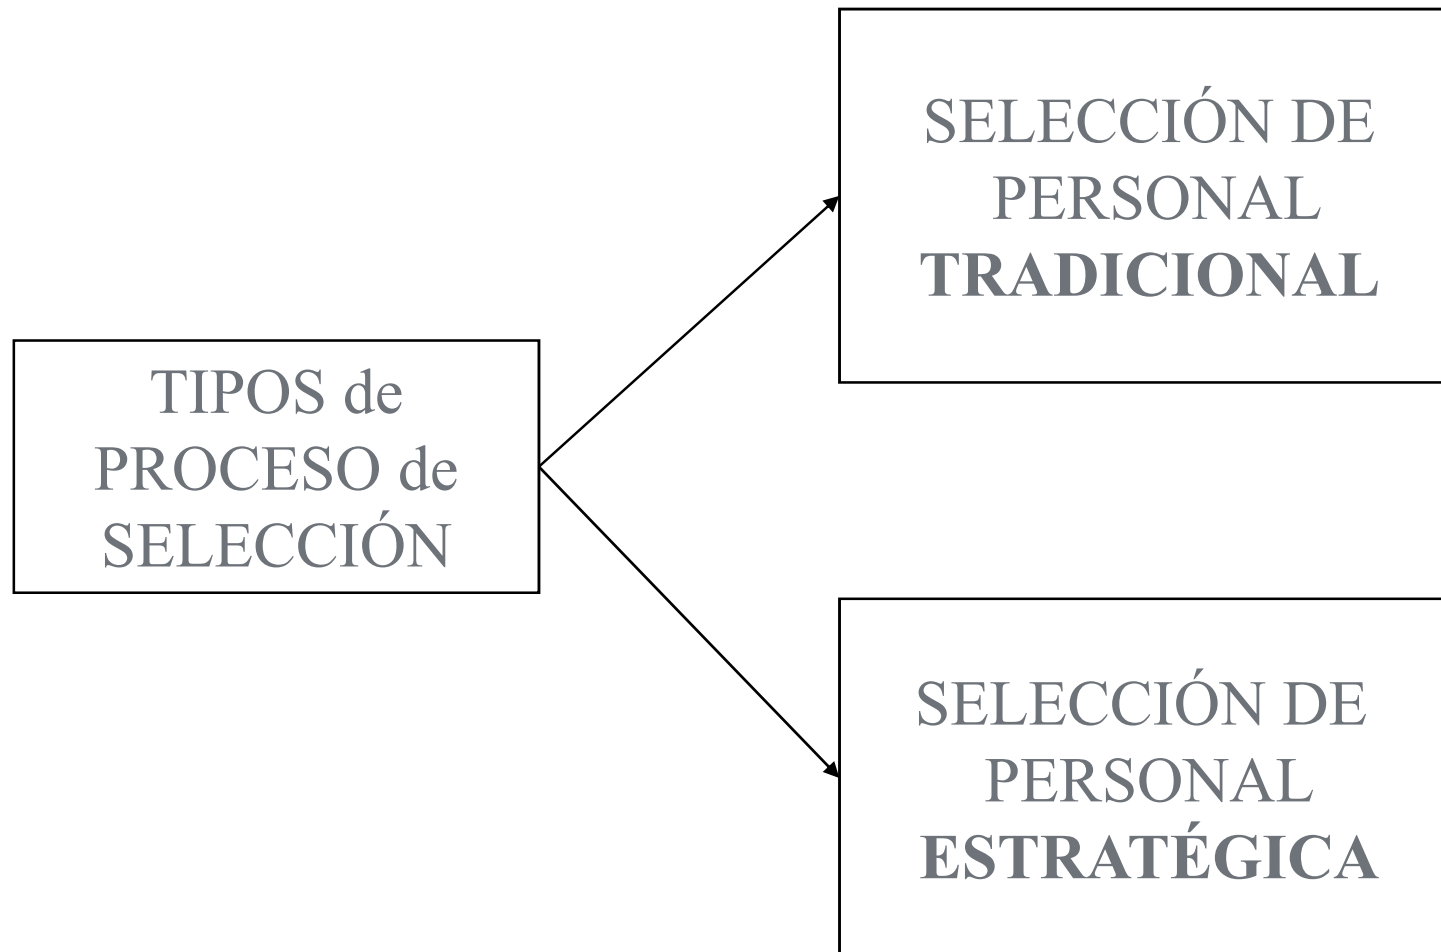 SELECCIÓN DE
PERSONAL
TRADICIONAL
TIPOS de
PROCESO de
SELECCIÓN
SELECCIÓN DE
PERSONAL
ESTRATÉGICA